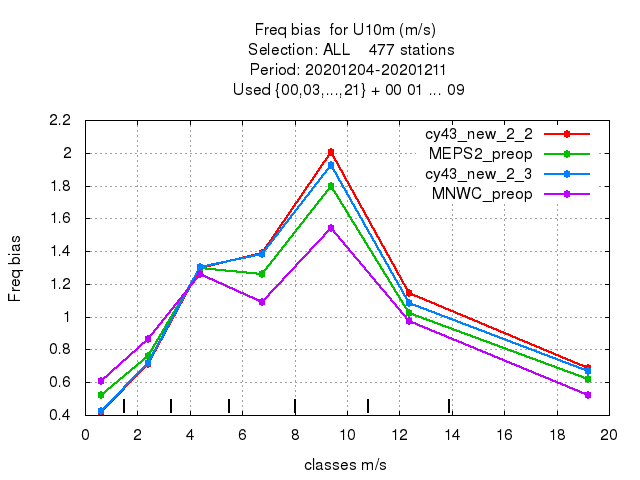 Freq bias  for U10m (m/s)
Selection: ALL    477 stations
Period: 20201204-20201211
Used {00,03,...,21} + 00 01 ... 09
cy43_new_2_2
MEPS2_preop
cy43_new_2_3
MNWC_preop
Freq bias
2.2
2
1.8
1.6
1.4
1.2
1
0.8
0.6
0.4
0 2 4 6 8 10 12 14 16 18 20
classes m/s